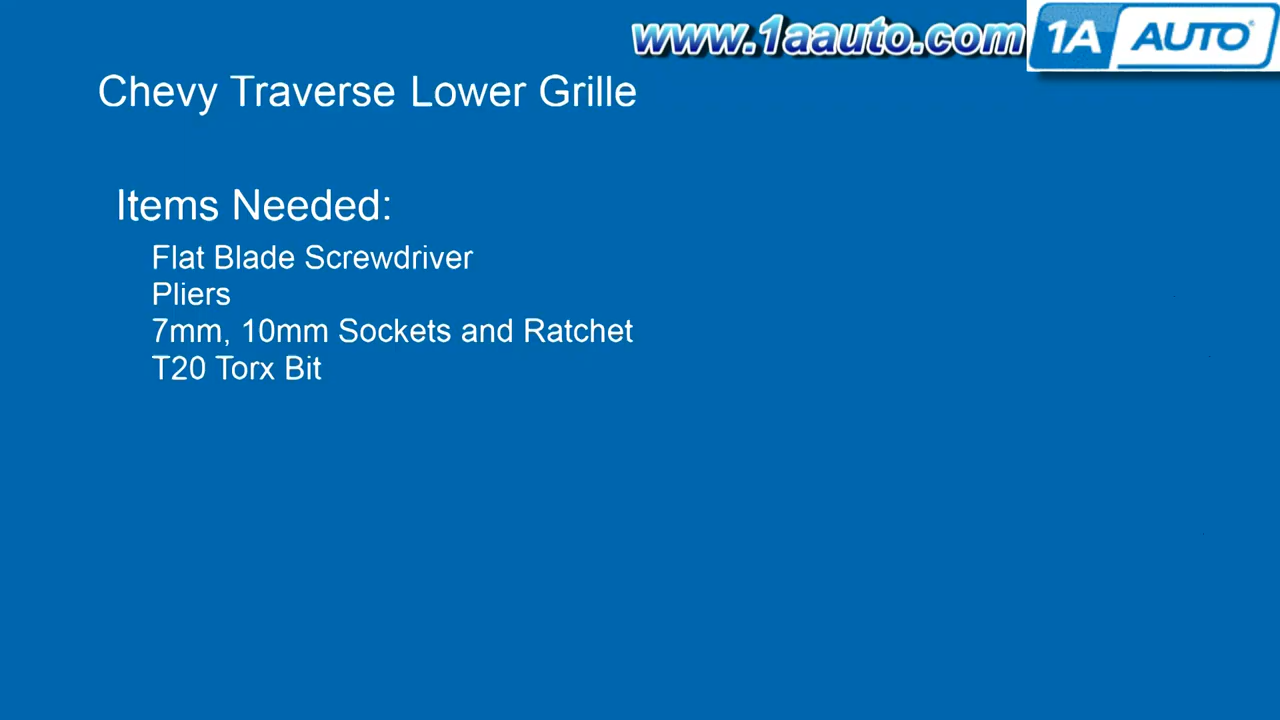 www.1aauto.com 1A AUTO
Chevy Traverse Lower Grille
Items Needed:
Flat Blade Screwdriver
Pliers
7mm, 10mm Sockets and Ratchet
T20 Torx Bit